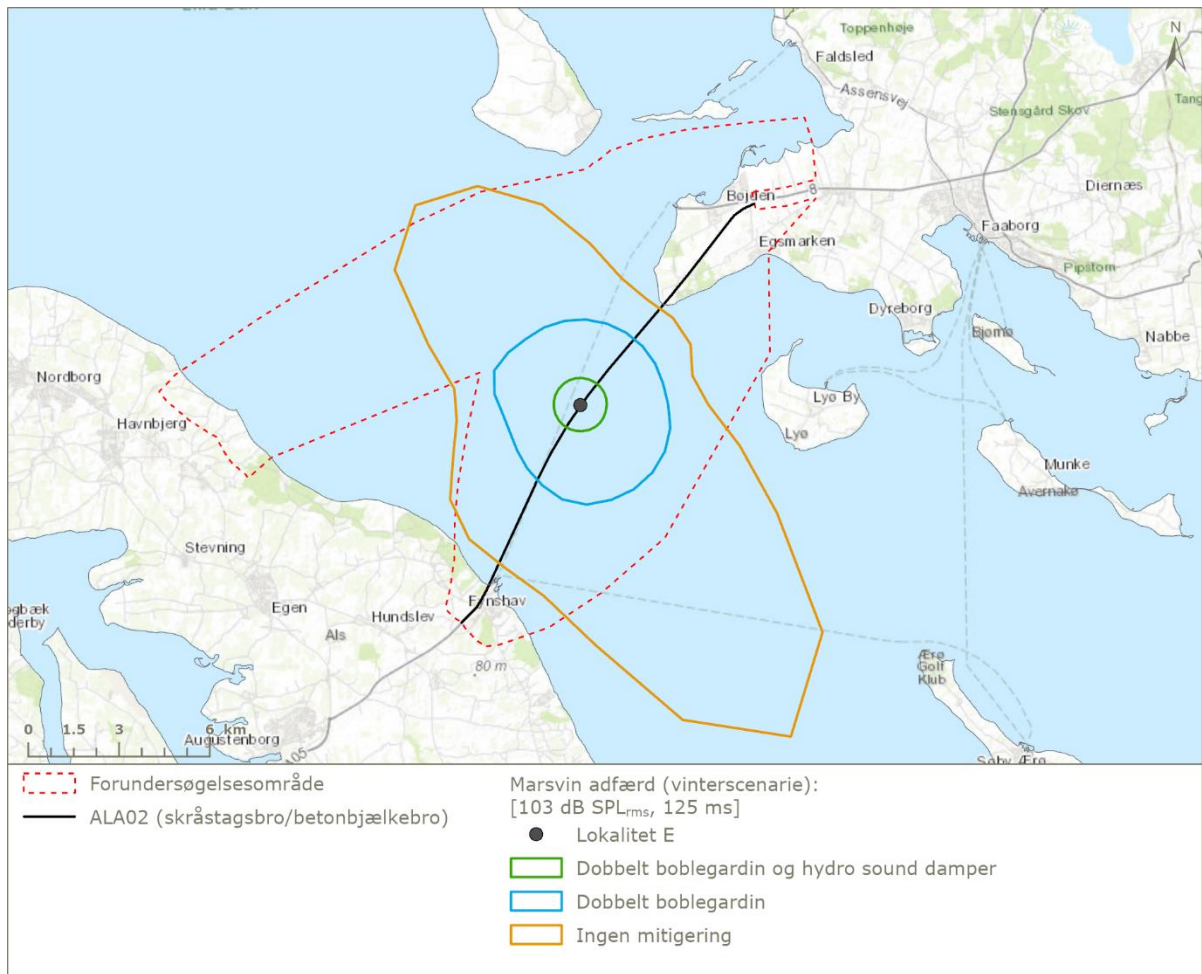 Toppenhøje
Faldsled
Assensvej
Stensgård Skov
N
Bøjden
8
Diernæs
Egsmarken
Faaborg
Pipstorn
Dyreborg
Bjørnø
Nabbe
Nordborg
Havnbjerg
Lyø By
Lyø
Munke
Avernakø
Stevning
Egen
Hundslev
Fynshav
Als
80 m
Ærø
Golf
Klub
0 1.5 3 6 km
Augustenborg
Søby Ærø
Forundersøgelsesområde
ALA02 (skråstagsbro/betonbjælkebro)
Marsvin adfærd (vinterscenarie):
[103 dB SPLrms, 125 ms]
Lokalitet E
Dobbelt boblegardin og hydro sound damper
Dobbelt boblegardin
Ingen mitigering